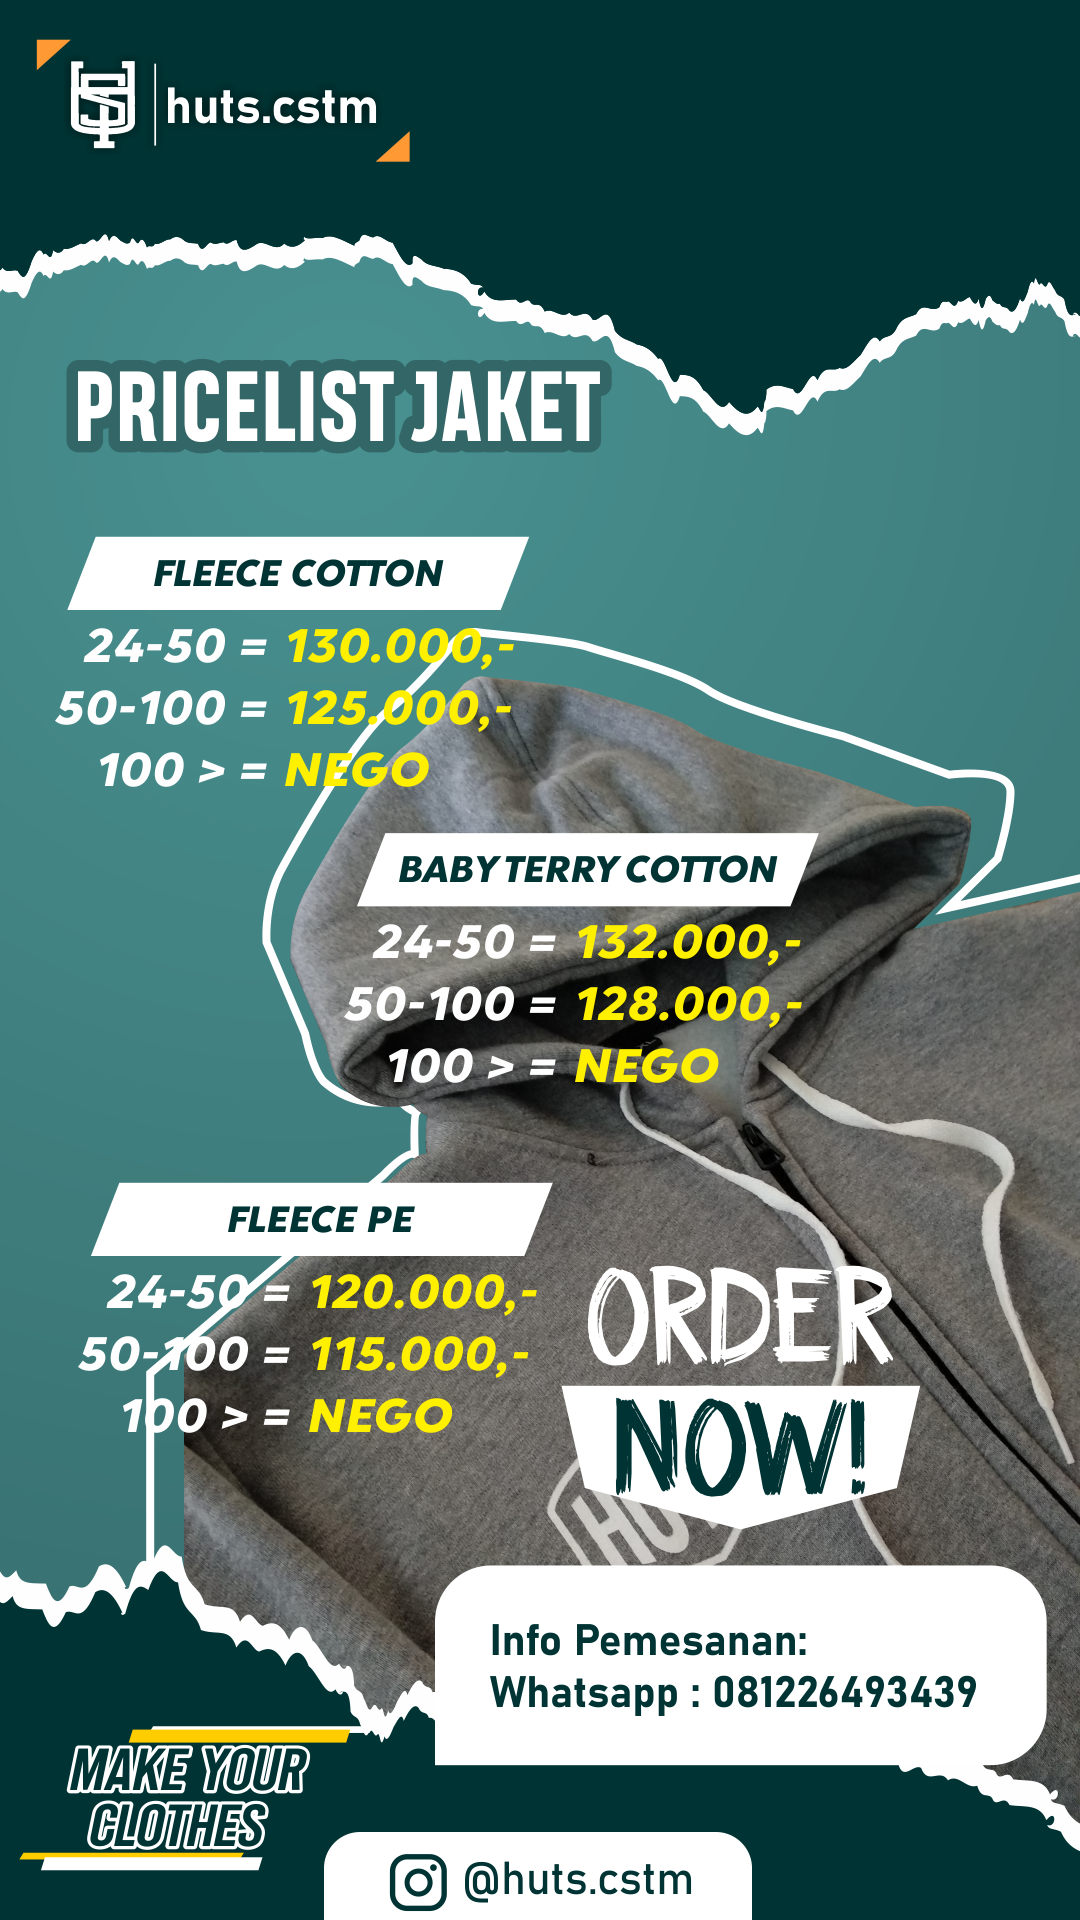 huts.cstm
PRICELIST JAKET
FLEECE COTTON
24-50 = 130.000,-
50-100 = 125.000,-
100 > = NEGO
BABY TERRY COTTON
24-50 = 132.000,-
50-100 = 128.000,-
100 > = NEGO
FLEECE PE
24-50 = 120.000,-
50-100 = 115.000,-
100 > = NEGO
ORDER
NOW!
Info Pemesanan:
Whatsapp : 081226493439
MAKE YOUR
CLOTHES
@huts.cstm